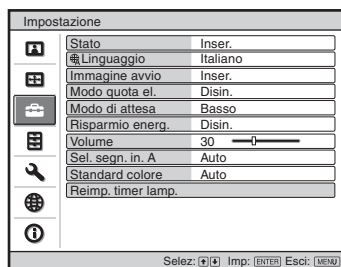 Impostazione
Stato Inser.
Linguaggio Italiano
Immagine avvio Inser.
Modo quota el. Disin.
Modo di attesa Basso
Risparmio energ. Disin.
Volume 30
Sel. segn. in. A Auto
Standard colore Auto
Reimp. timer lamp.
Selez: Imp: ENTER Esci: MENU